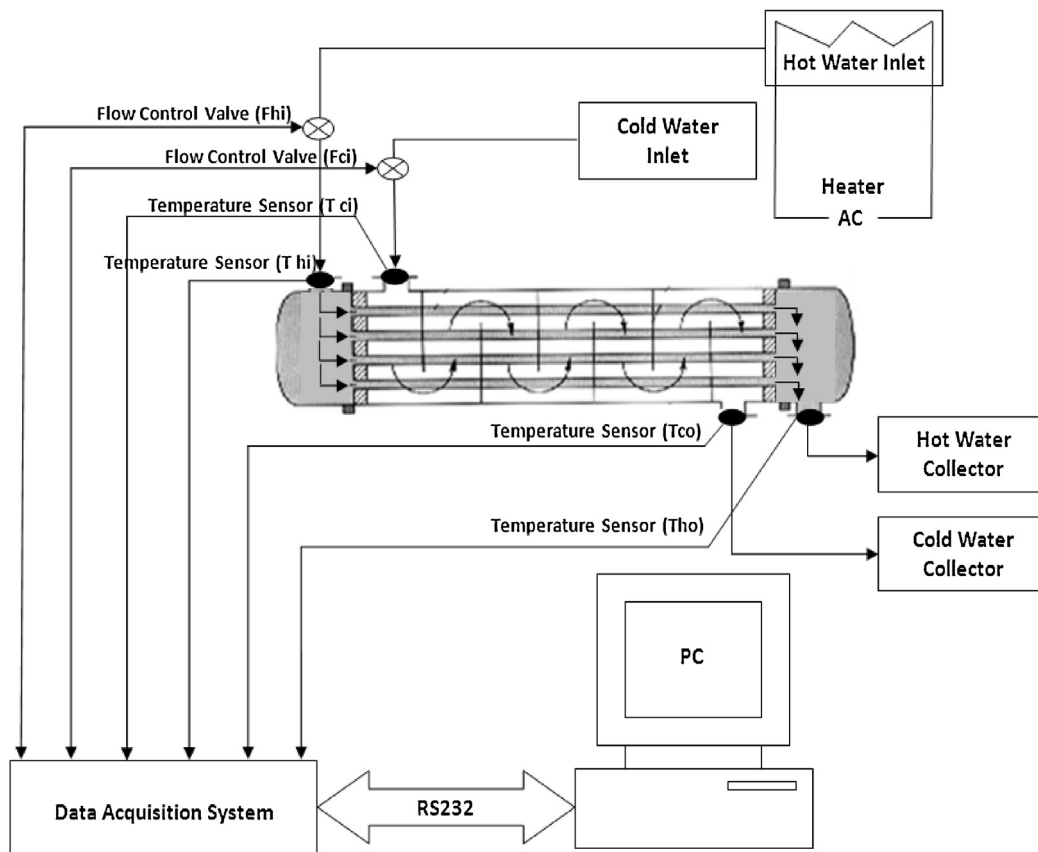 Hot Water Inlet
Flow Control Valve (Fhi)
Cold Water
Inlet
Flow Control Valve (Fci)
Heater
AC
Temperature Sensor (T ci)
Temperature Sensor (T hi)
Temperature Sensor (Tco)
Hot Water
Collector
Temperature Sensor (Tho)
Cold Water
Collector
PC
Data Acquisition System
RS232